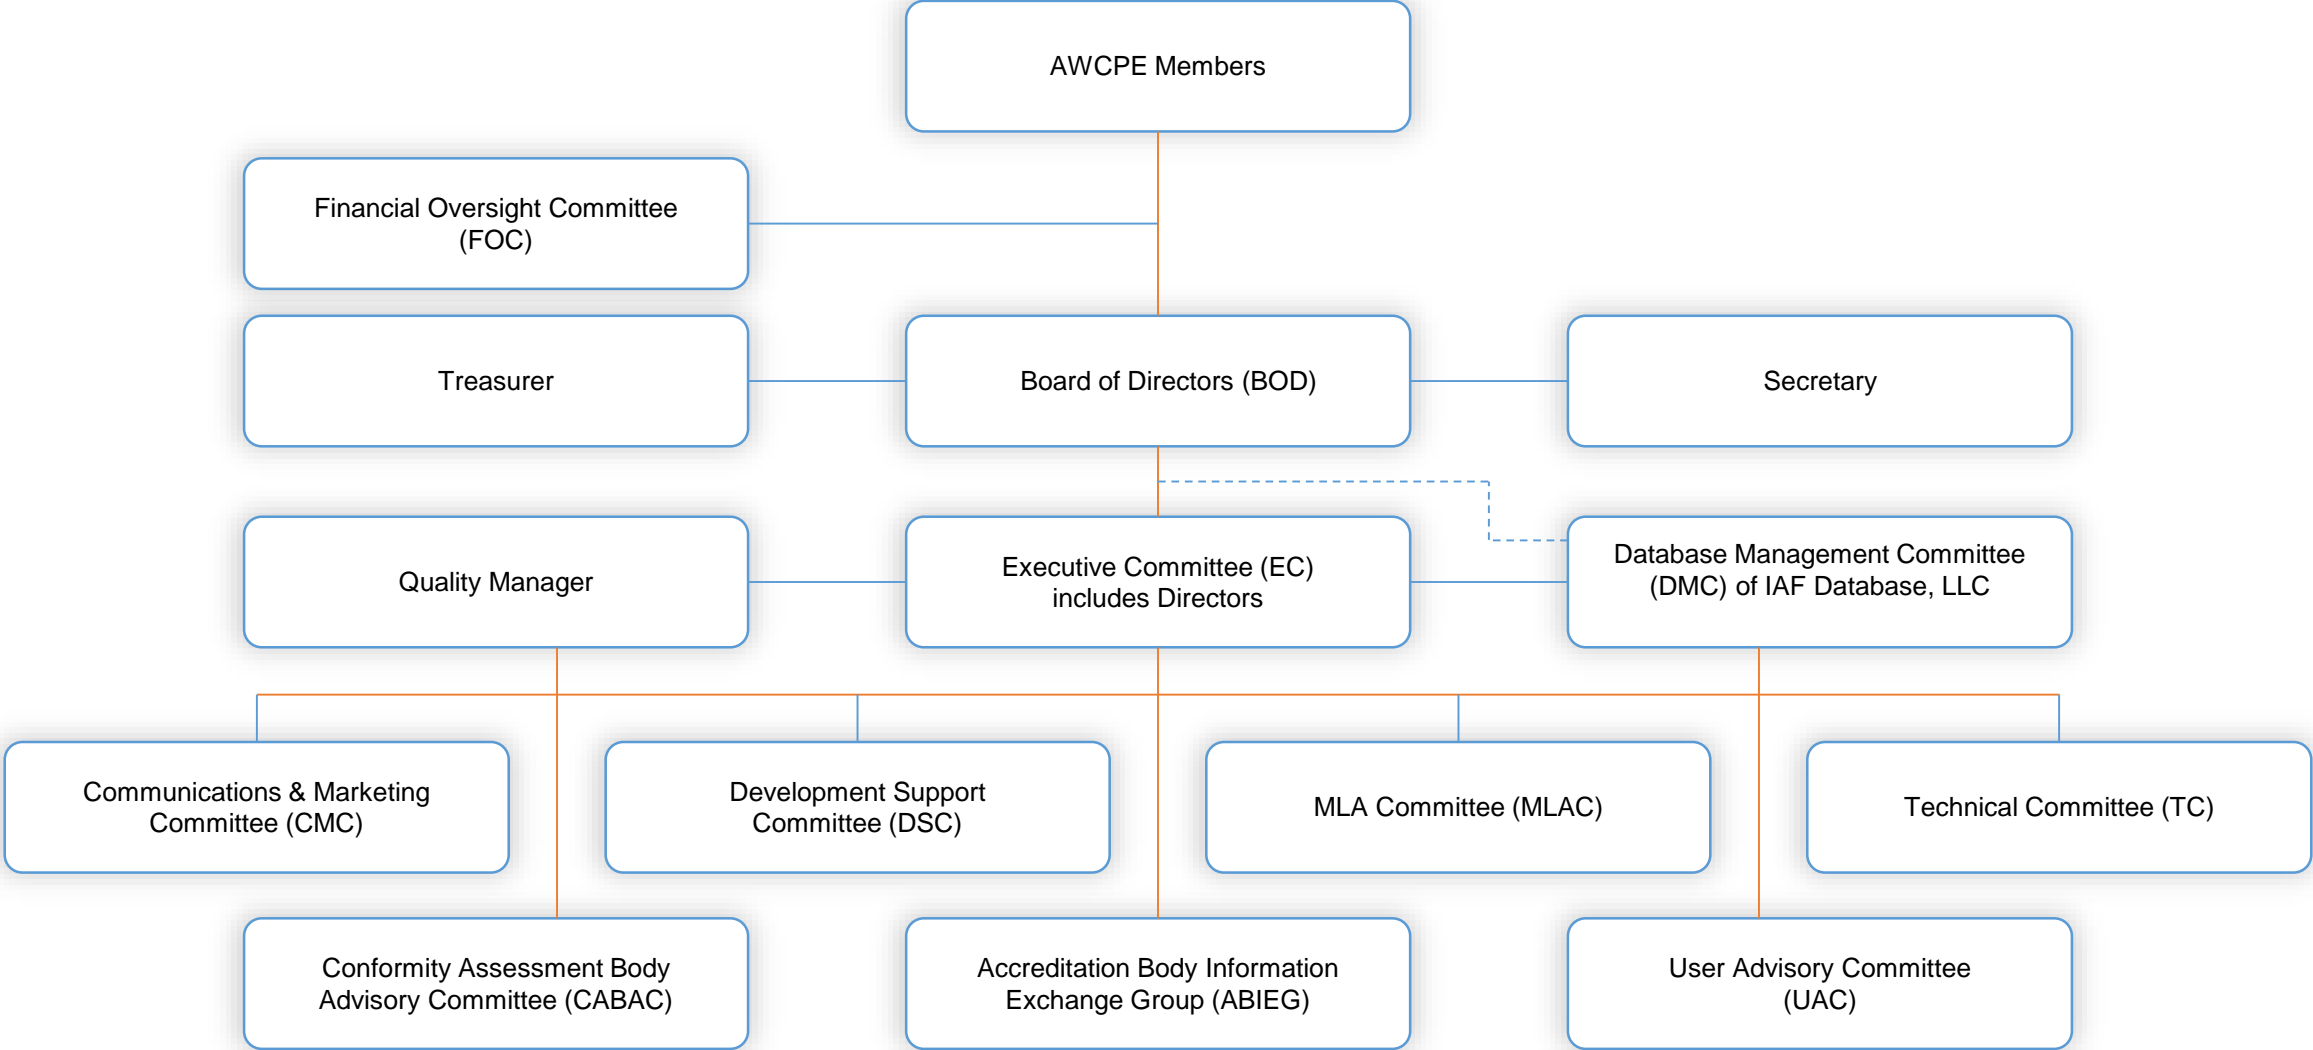 AWCPE Members
Financial Oversight Committee
(FOC)
Treasurer
Board of Directors (BOD)
Secretary
Quality Manager
Executive Committee (EC)
includes Directors
Database Management Committee
(DMC) of IAF Database, LLC
Communications & Marketing
Committee (CMC)
Development Support
Committee (DSC)
MLA Committee (MLAC)
Technical Committee (TC)
Conformity Assessment Body
Advisory Committee (CABAC)
Accreditation Body Information
Exchange Group (ABIEG)
User Advisory Committee
(UAC)